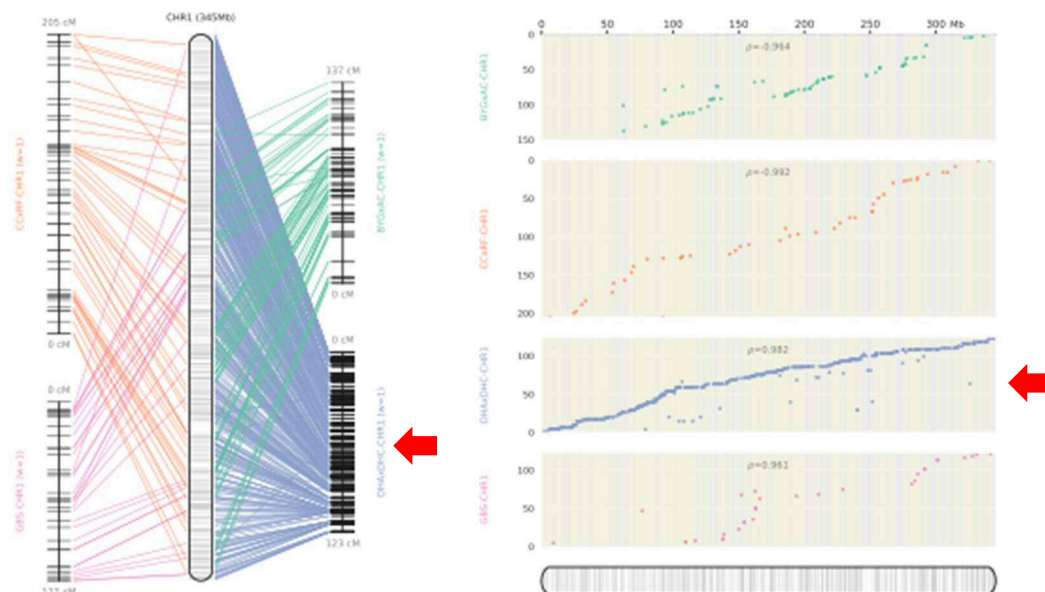 CHR1 (345Mb)
205 cM
137 cM
CCxRF-CHR1 (w=1)
BYGxAC-CHR1 (w=1)
0 cM
0 cM
0 cM
0 cM
GBS-CHR1 (w=1)
DHAxDHC-CHR1 (w=1)
123 cM
0 50 100 150 200 250 300 Mb
ρ=-0.964
BYGxAC-CHR1
0
50
100
150
ρ=-0.992
CCxRF-CHR1
0
50
100
150
200
ρ=0.982
DHAxDHC-CHR1
100
50
0
ρ=0.961
GBS-CHR1
100
50
0